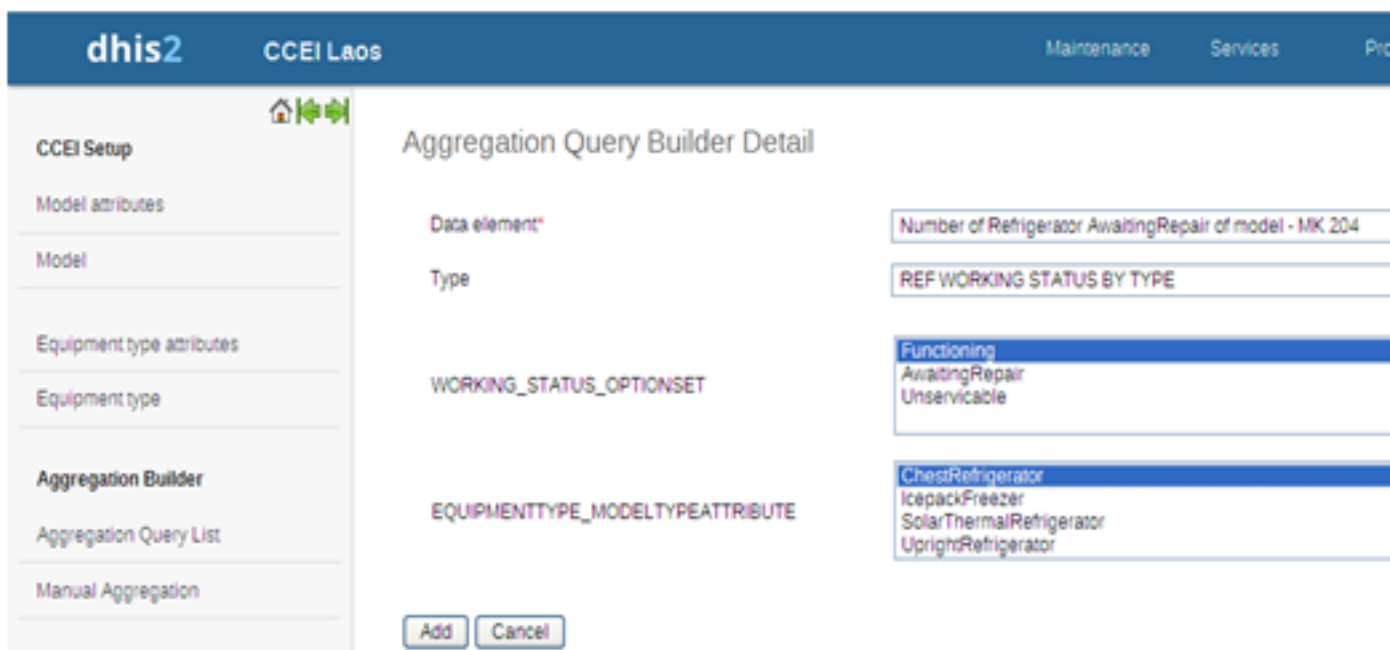 dhis2 CCEI Laos Maintenance Services Pro
CCEI Setup
Model attributes
Model
Equipment type attributes
Equipment type
Aggregation Builder
Aggregation Query List
Manual Aggregation
Aggregation Query Builder Detail
Data element* Number of Refrigerator AwaitingRepair of model - MK 204
Type REF WORKING STATUS BY TYPE
WORKING_STATUS_OPTIONSET
Functioning
AwaitingRepair
Unservicable
EQUIPMENTTYPE_MODELTYPEATTRIBUTE
ChestRefrigerator
IcepackFreezer
SolarThermalRefrigerator
UprightRefrigerator
Add Cancel